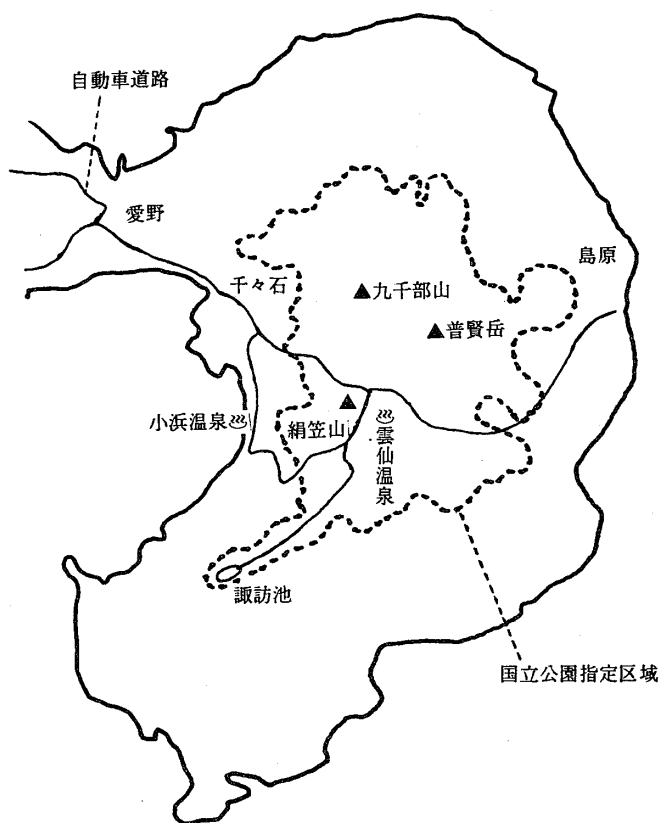 自動車道路
愛野
島原
千々石
九千部山
普賢岳
小浜温泉
絹笠山
雲仙温泉
諏訪池
国立公園指定区域